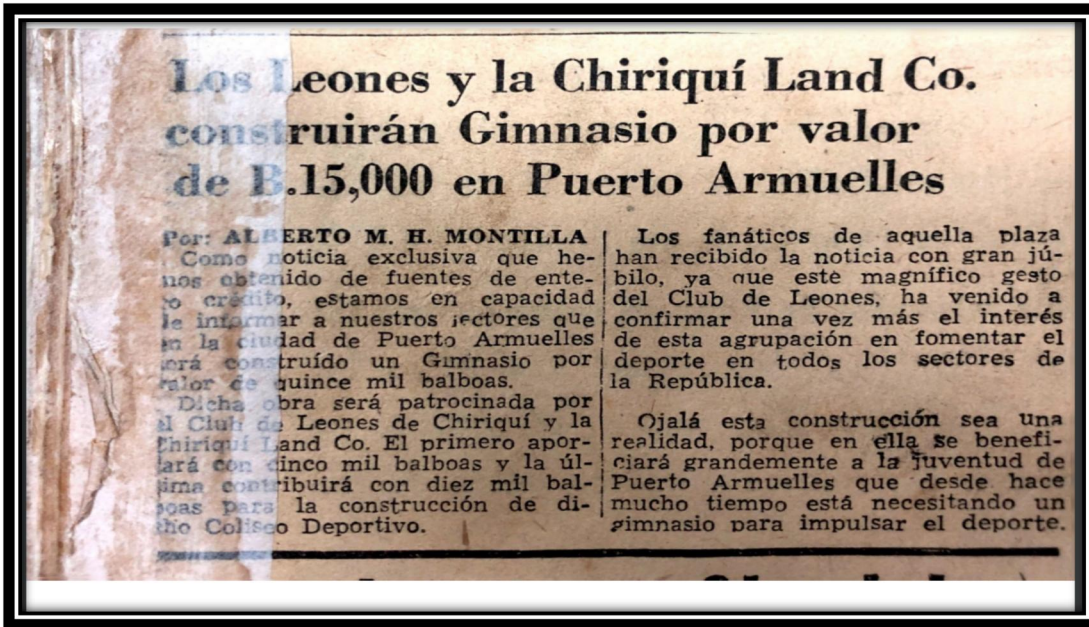 Los Leones y la Chiriquí Land Co.
construirán Gimnasio por valor
de B.15,000 en Puerto Armuelles
Por: ALBERTO M. H. MONTILLA
Como noticia exclusiva que he-
mos obtenido de fuentes de ente-
ro crédito, estamos en capacidad
de informar a nuestros lectores que
en la ciudad de Puerto Armuelles
será construído un Gimnasio por
valor de quince mil balboas.
Dicha obra será patrocinada por
el Club de Leones de Chiriquí y la
Chiriquí Land Co. El primero apor-
tará con cinco mil balboas y la úl-
tima contribuirá con diez mil bal-
boas para la construcción de di-
cho Coliseo Deportivo.
Los fanáticos de aquella plaza
han recibido la noticia con gran jú-
bilo, ya que este magnífico gesto
del Club de Leones, ha venido a
confirmar una vez más el interés
de esta agrupación en fomentar el
deporte en todos los sectores de
la República.
Ojalá esta construcción sea una
realidad, porque en ella se benefi-
ciará grandemente a la juventud de
Puerto Armuelles que desde hace
mucho tiempo está necesitando un
gimnasio para impulsar el deporte.